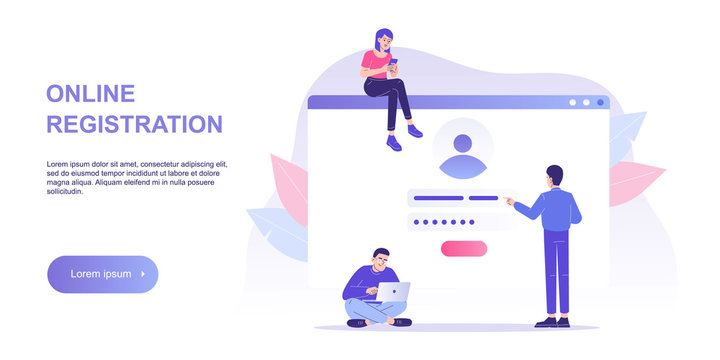 ONLINE
REGISTRATION
Lorem ipsum dolor sit amet, consectetur adipiscing elit,
sed do eiusmod tempor incididunt ut labore et dolore
magna aliqua. Aliquam eleifend mi in nulla posuere
sollicitudin.
Lorem ipsum